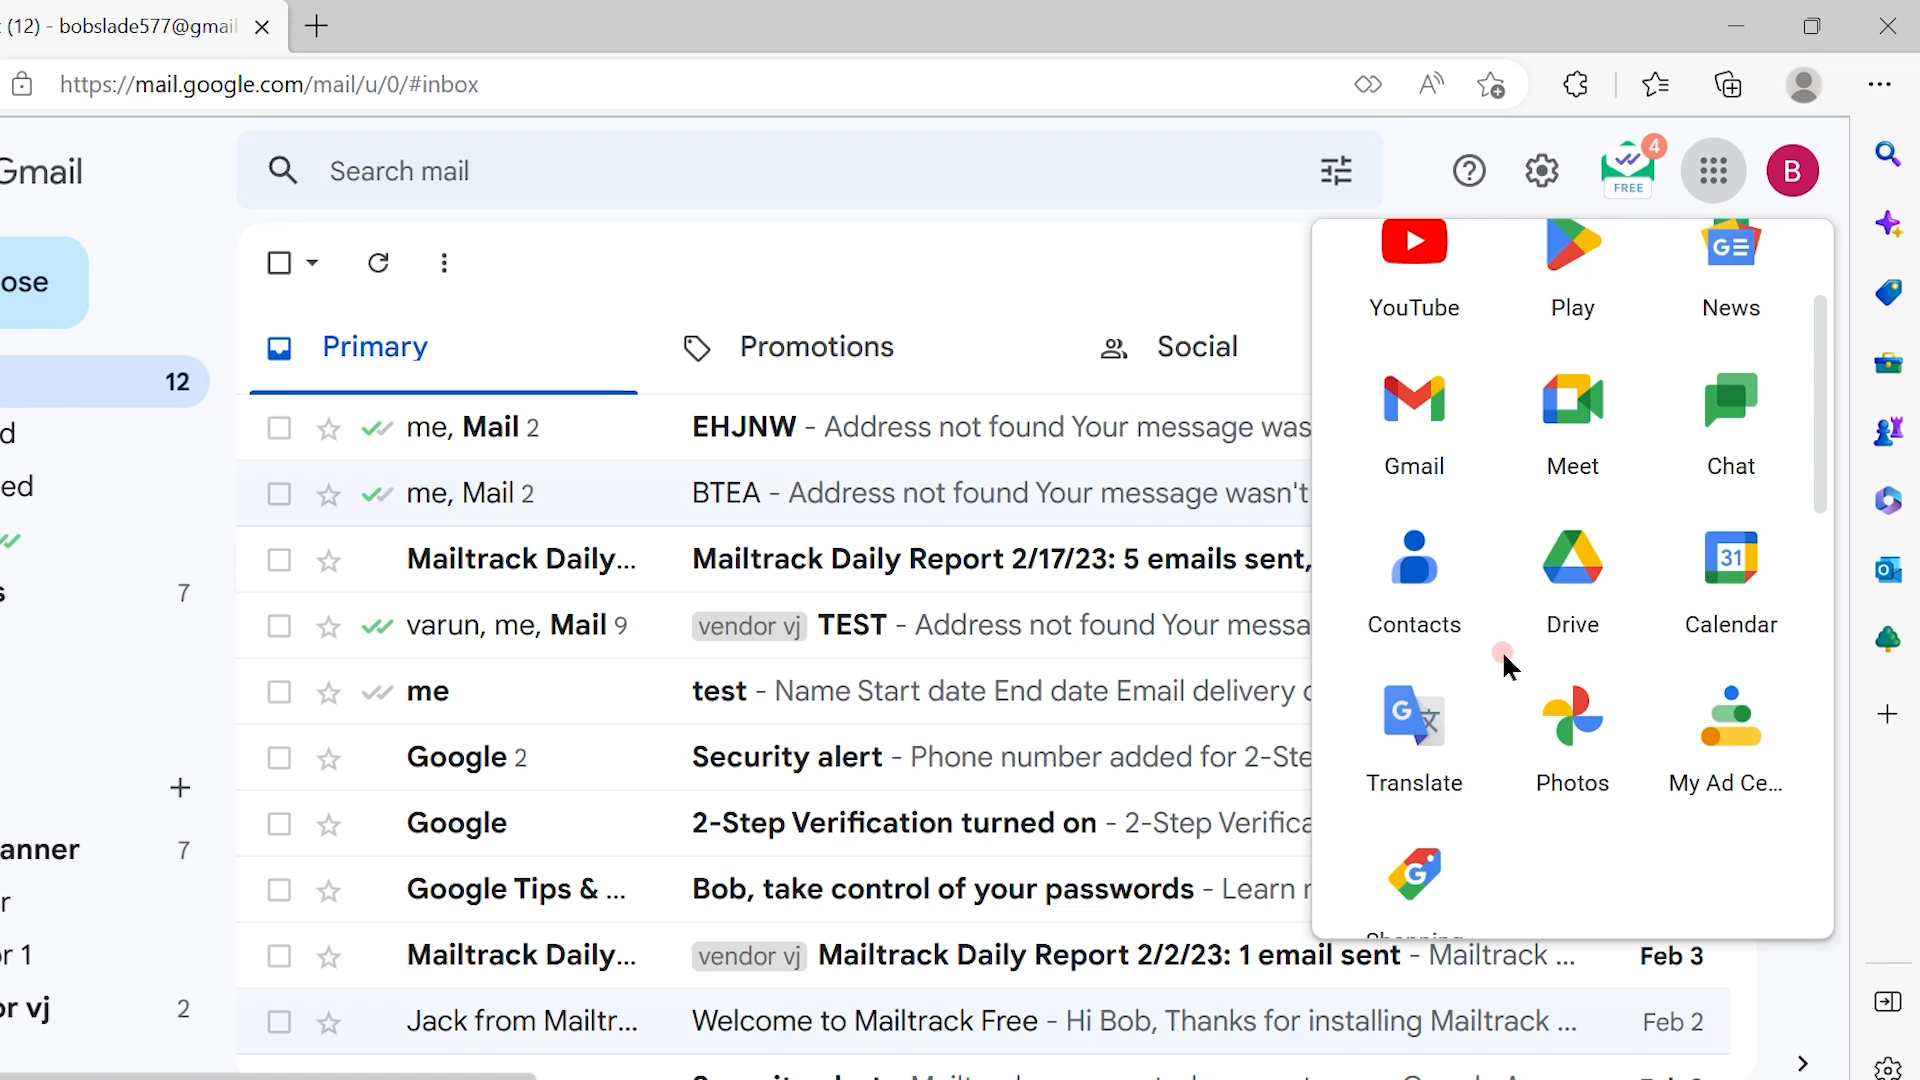 (12) - bobslade577@gmail
https://mail.google.com/mail/u/0/#inbox
Gmail
Search mail
4
FREE
B
ose
Primary
Promotions
Social
12
d
ed
s 7
+
anner 7
r
or 1
or vj 2
me, Mail 2 EHJNW - Address not found Your message was
me, Mail 2 BTEA - Address not found Your message wasn't
Mailtrack Daily... Mailtrack Daily Report 2/17/23: 5 emails sent,
varun, me, Mail 9 vendor vj TEST - Address not found Your messa
me test - Name Start date End date Email delivery
Google 2 Security alert - Phone number added for 2-Ste
Google 2-Step Verification turned on - 2-Step Verifica
Google Tips & ... Bob, take control of your passwords - Learn
Mailtrack Daily... vendor vj Mailtrack Daily Report 2/2/23: 1 email sent - Mailtrack ... Feb 3
Jack from Mailtr... Welcome to Mailtrack Free - Hi Bob, Thanks for installing Mailtrack ... Feb 2
YouTube Play News
Gmail Meet Chat
31
Contacts Drive Calendar
Translate Photos My Ad Ce...